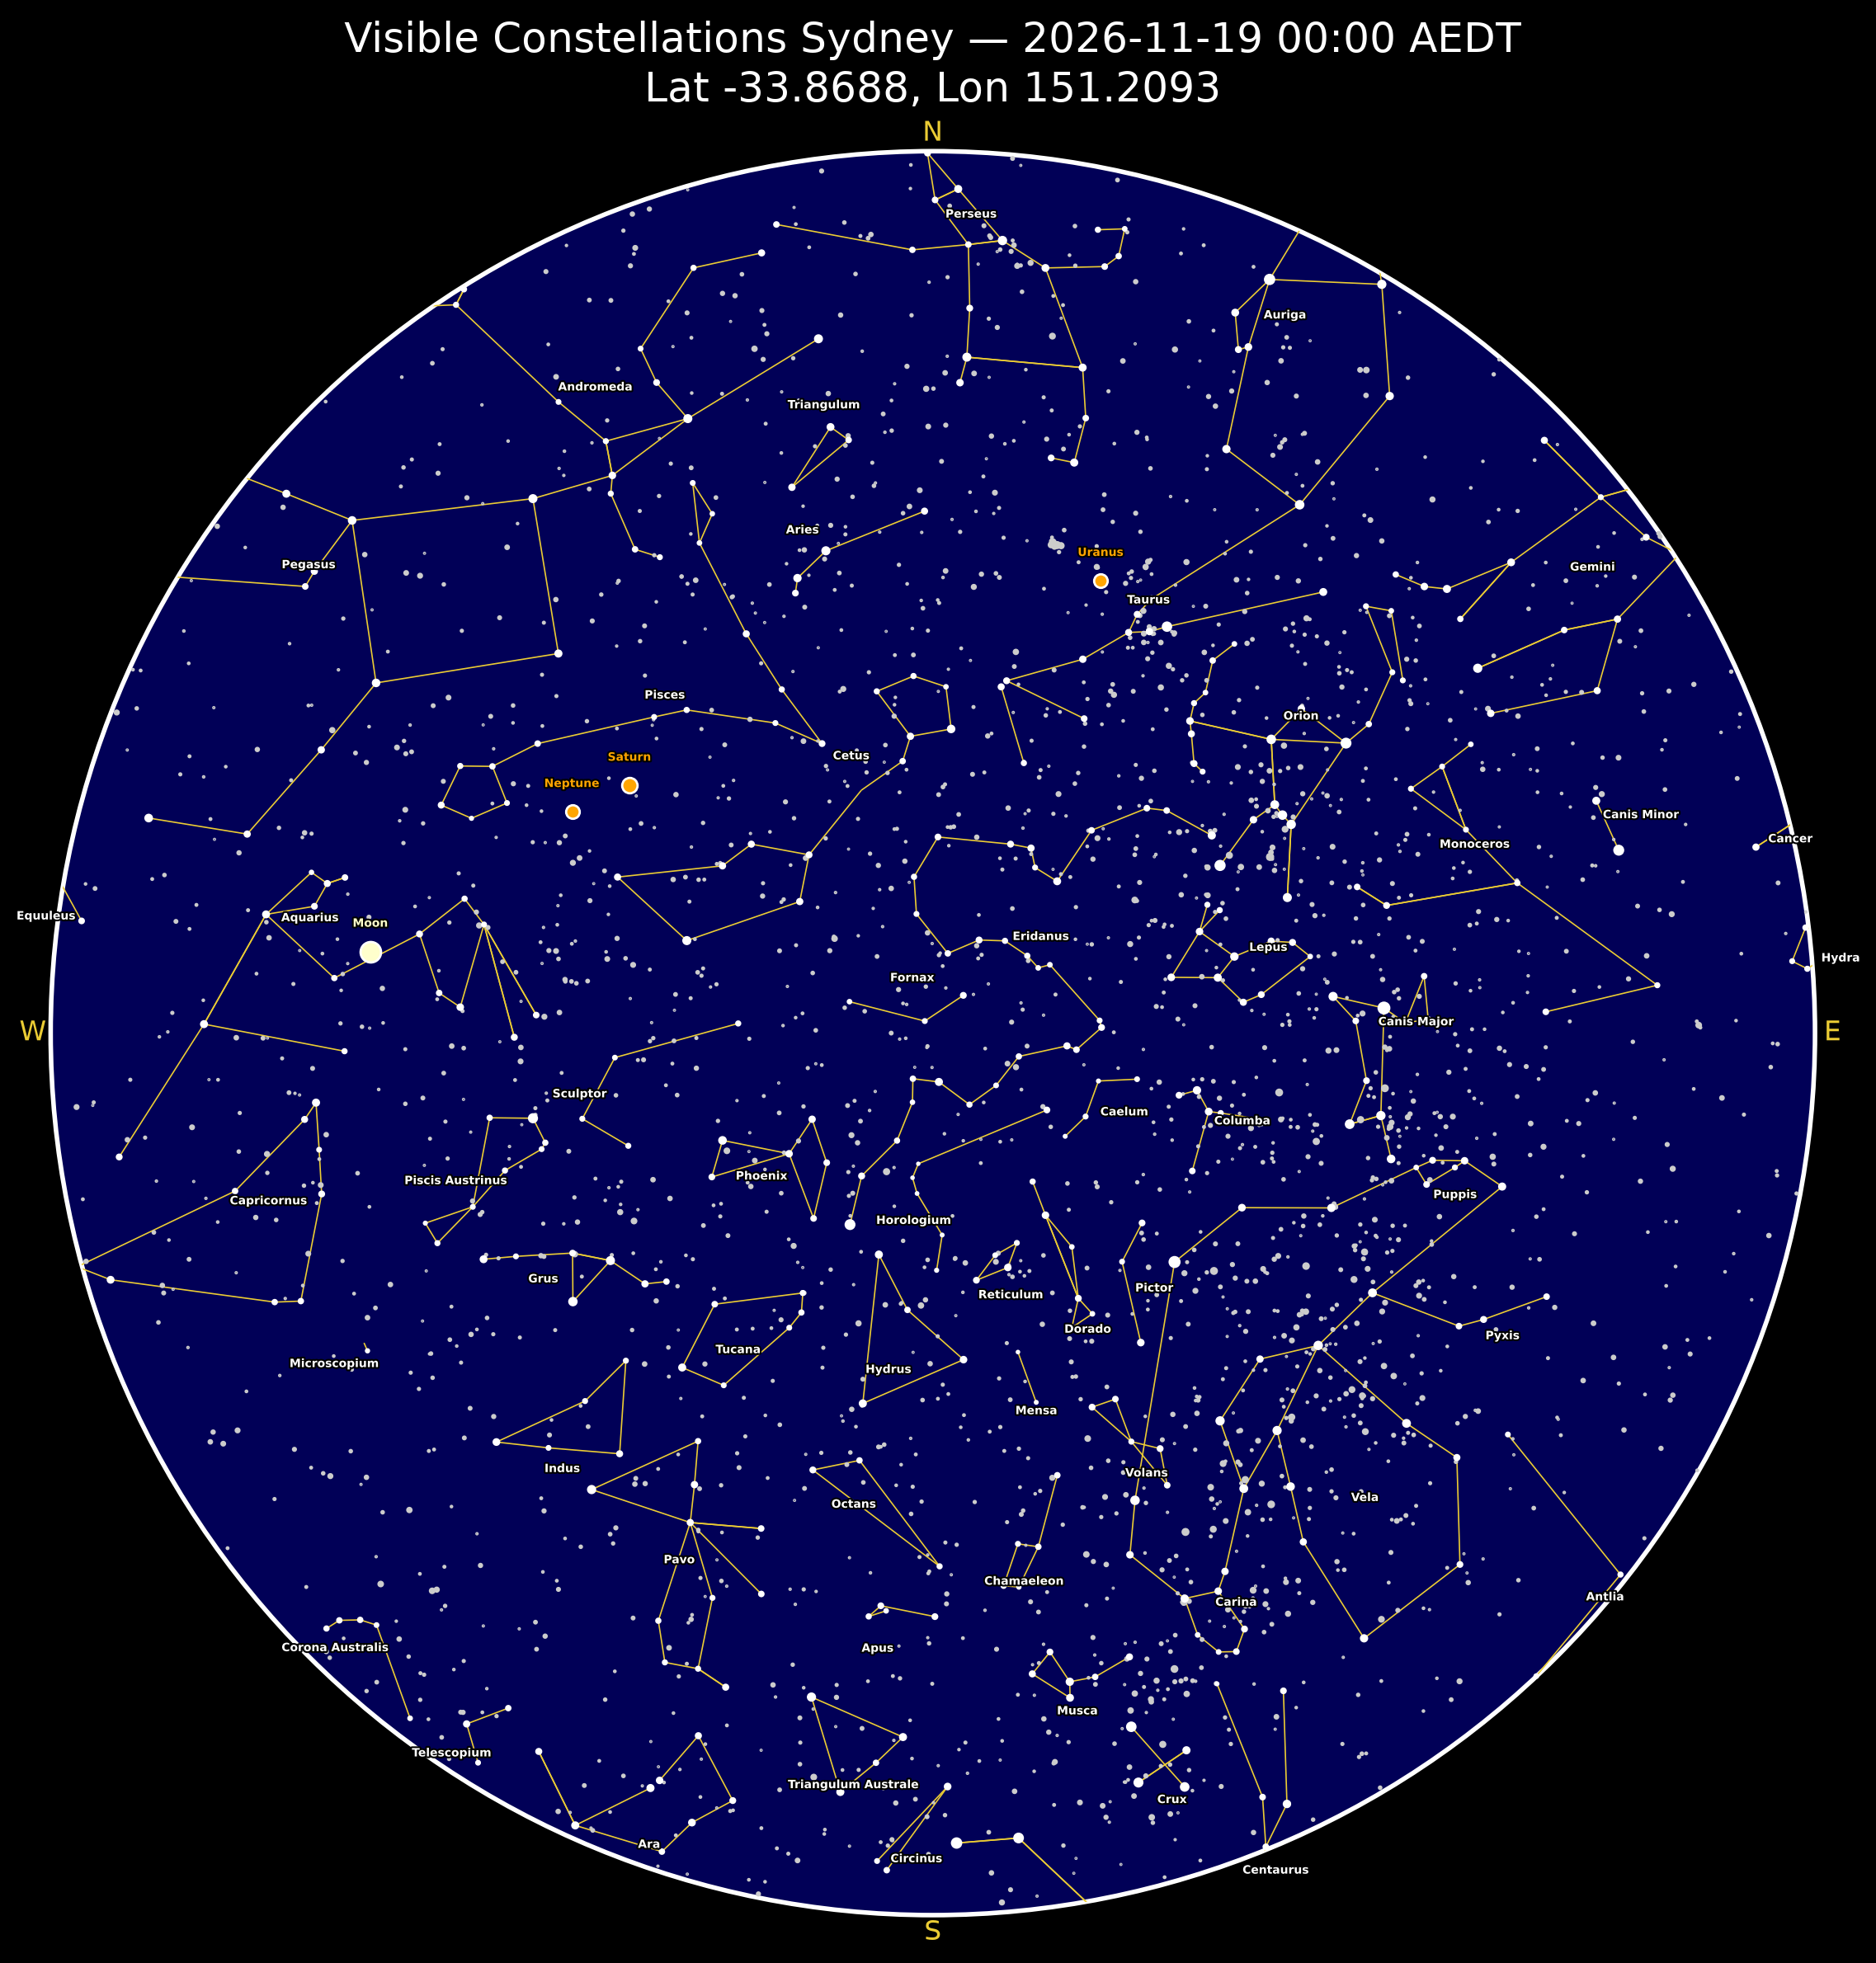 Visible Constellations Sydney — 2026-11-19 00:00 AEDT
Lat -33.8688, Lon 151.2093
N
Perseus
Auriga
Andromeda
Triangulum
Aries
Uranus
Pegasus
Gemini
Taurus
Pisces
Orion
Cetus
Saturn
Neptune
Canis Minor
Cancer
Monoceros
Equuleus
Aquarius
Moon
Eridanus
Lepus
Hydra
Fornax
Canis Major
W
E
Sculptor
Caelum
Columba
Phoenix
Piscis Austrinus
Puppis
Capricornus
Horologium
Grus
Pictor
Reticulum
Dorado
Pyxis
Tucana
Microscopium
Hydrus
Mensa
Indus
Volans
Vela
Octans
Pavo
Chamaeleon
Antlia
Carina
Corona Australis
Apus
Musca
Telescopium
Triangulum Australe
Crux
Ara
Circinus
Centaurus
S